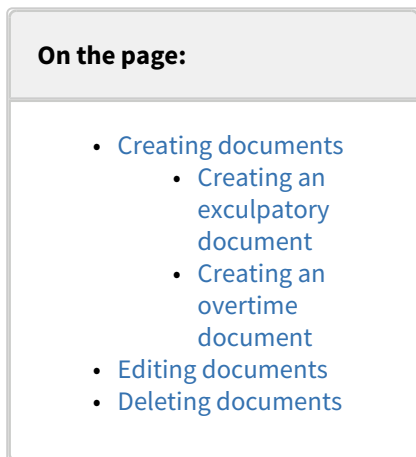 On the page:
• Creating documents
• Creating an
exculpatory
document
• Creating an
overtime
document
• Editing documents
• Deleting documents